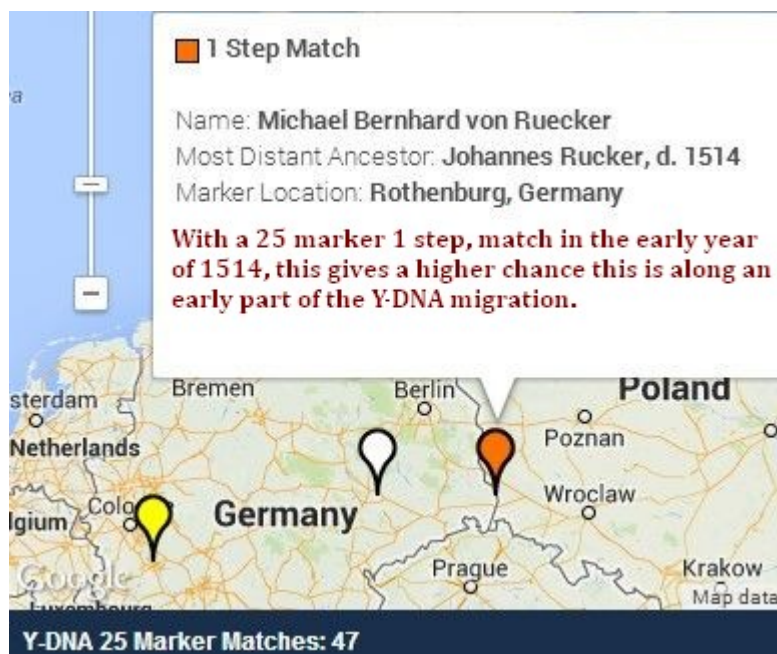 1 Step Match
a
Name: Michael Bernhard von Ruecker
Most Distant Ancestor: Johannes Rucker, d. 1514
Marker Location: Rothenburg, Germany
With a 25 marker 1 step, match in the early year
of 1514, this gives a higher chance this is along an
early part of the Y-DNA migration.
sterdam
Bremen
Berlin
Poland
Poznan
Netherlands
Wroclaw
lgium
Colo
Germany
Prague
Krakow
Google
Luxembourg
Map data
Y-DNA 25 Marker Matches: 47